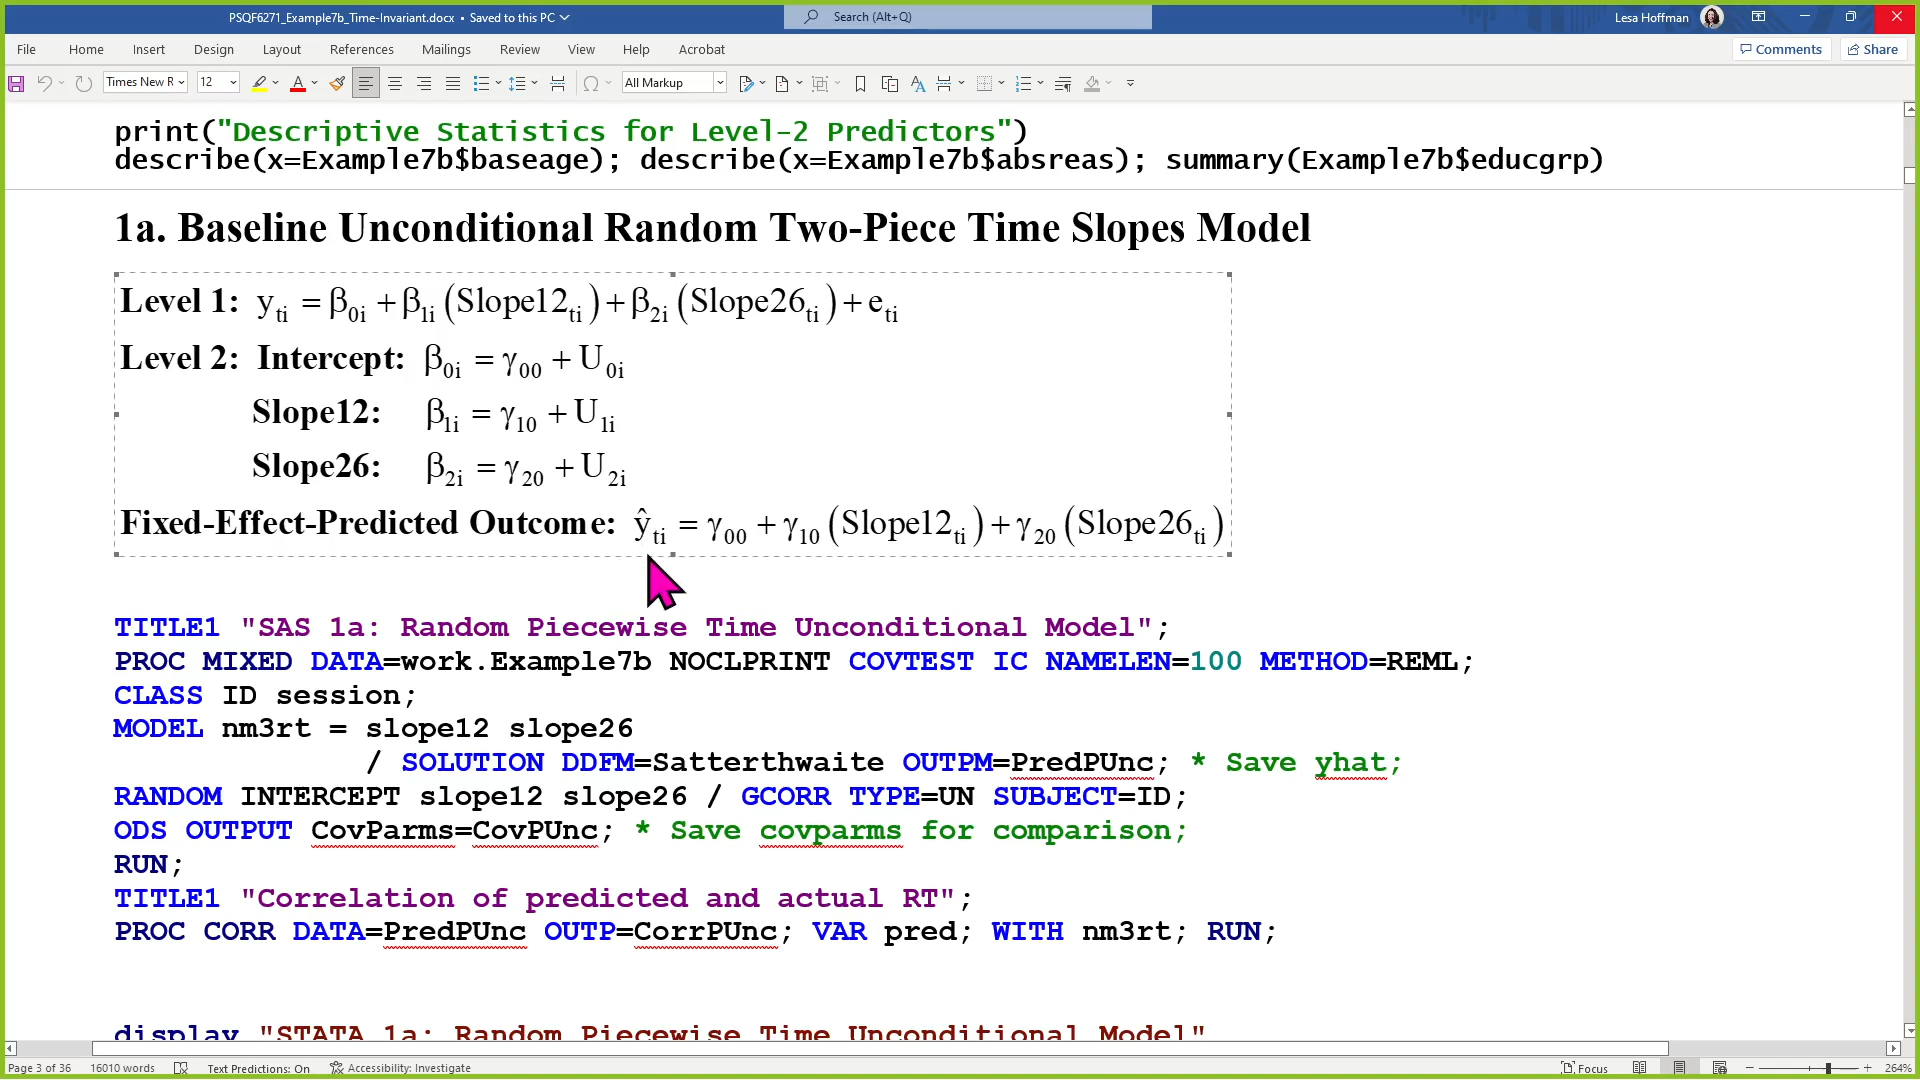 PSQF6271_Example7b_Time-Invariant.docx • Saved to this PC
Search (Alt+Q)
Lesa Hoffman
File Home Insert Design Layout References Mailings Review View Help Acrobat
Comments Share
Times New R 12
All Markup
print("Descriptive Statistics for Level-2 Predictors")
describe(x=Example7b$baseage); describe(x=Example7b$absreas); summary(Example7b$educgrp)
1a. Baseline Unconditional Random Two-Piece Time Slopes Model
Level 1: y_ti = β_0i + β_1i (Slope12_ti) + β_2i (Slope26_ti) + e_ti
Level 2: Intercept: β_0i = γ_00 + U_0i
Slope12: β_1i = γ_10 + U_1i
Slope26: β_2i = γ_20 + U_2i
Fixed-Effect-Predicted Outcome: ŷ_ti = γ_00 + γ_10 (Slope12_ti) + γ_20 (Slope26_ti)
TITLE1 "SAS 1a: Random Piecewise Time Unconditional Model";
PROC MIXED DATA=work.Example7b NOCLPRINT COVTEST IC NAMELEN=100 METHOD=REML;
CLASS ID session;
MODEL nm3rt = slope12 slope26
/ SOLUTION DDFM=Satterthwaite OUTPM=PredPUnc; * Save yhat;
RANDOM INTERCEPT slope12 slope26 / GCORR TYPE=UN SUBJECT=ID;
ODS OUTPUT CovParms=CovPUnc; * Save covparms for comparison;
RUN;
TITLE1 "Correlation of predicted and actual RT";
PROC CORR DATA=PredPUnc OUTP=CorrPUnc; VAR pred; WITH nm3rt; RUN;
display "STATA 1a: Random Piecewise Time Unconditional Model"
Page 3 of 36 16010 words Text Predictions: On Accessibility: Investigate
Focus 264%